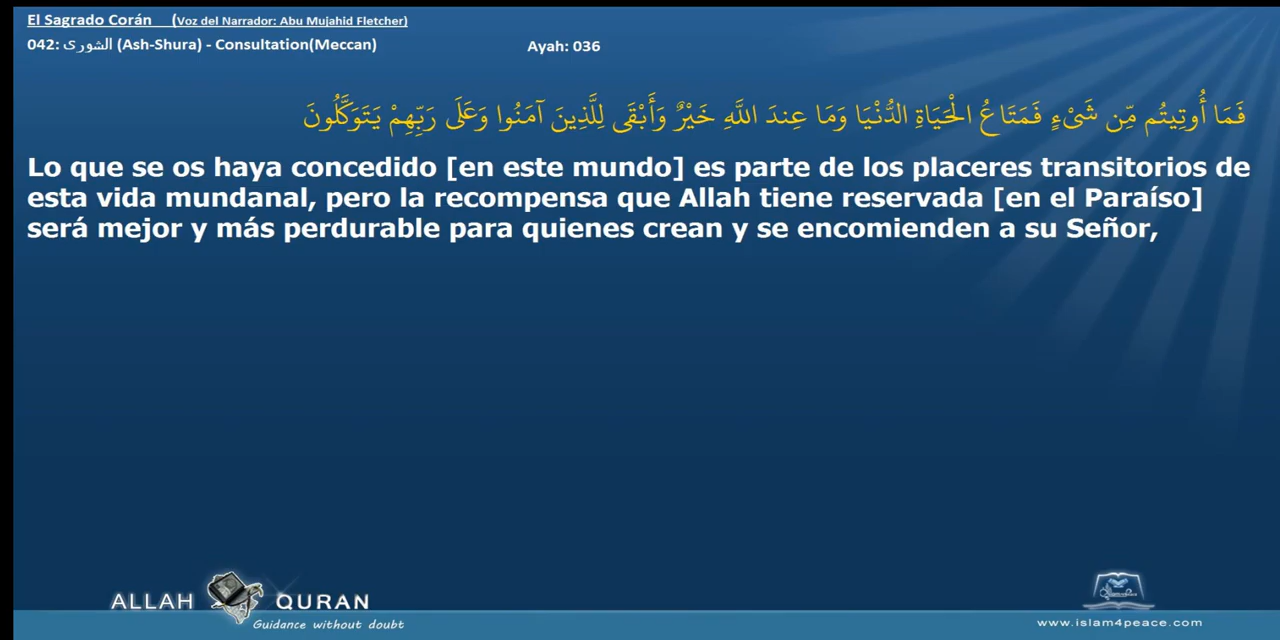 El Sagrado Corán (Voz del Narrador: Abu Mujahid Fletcher)
042: الشورى (Ash-Shura) - Consultation(Meccan) Ayah: 036
فَمَا أُوتِيتُم مِّن شَيْءٍ فَمَتَاعُ الْحَيَاةِ الدُّنْيَا وَمَا عِندَ اللَّهِ خَيْرٌ وَأَبْقَى لِلَّذِينَ آمَنُوا وَعَلَى رَبِّهِمْ يَتَوَكَّلُونَ
Lo que se os haya concedido [en este mundo] es parte de los placeres transitorios de
esta vida mundanal, pero la recompensa que Allah tiene reservada [en el Paraíso]
será mejor y más perdurable para quienes crean y se encomienden a su Señor,
ALLAH QURAN
Guidance without doubt
www.islam4peace.com